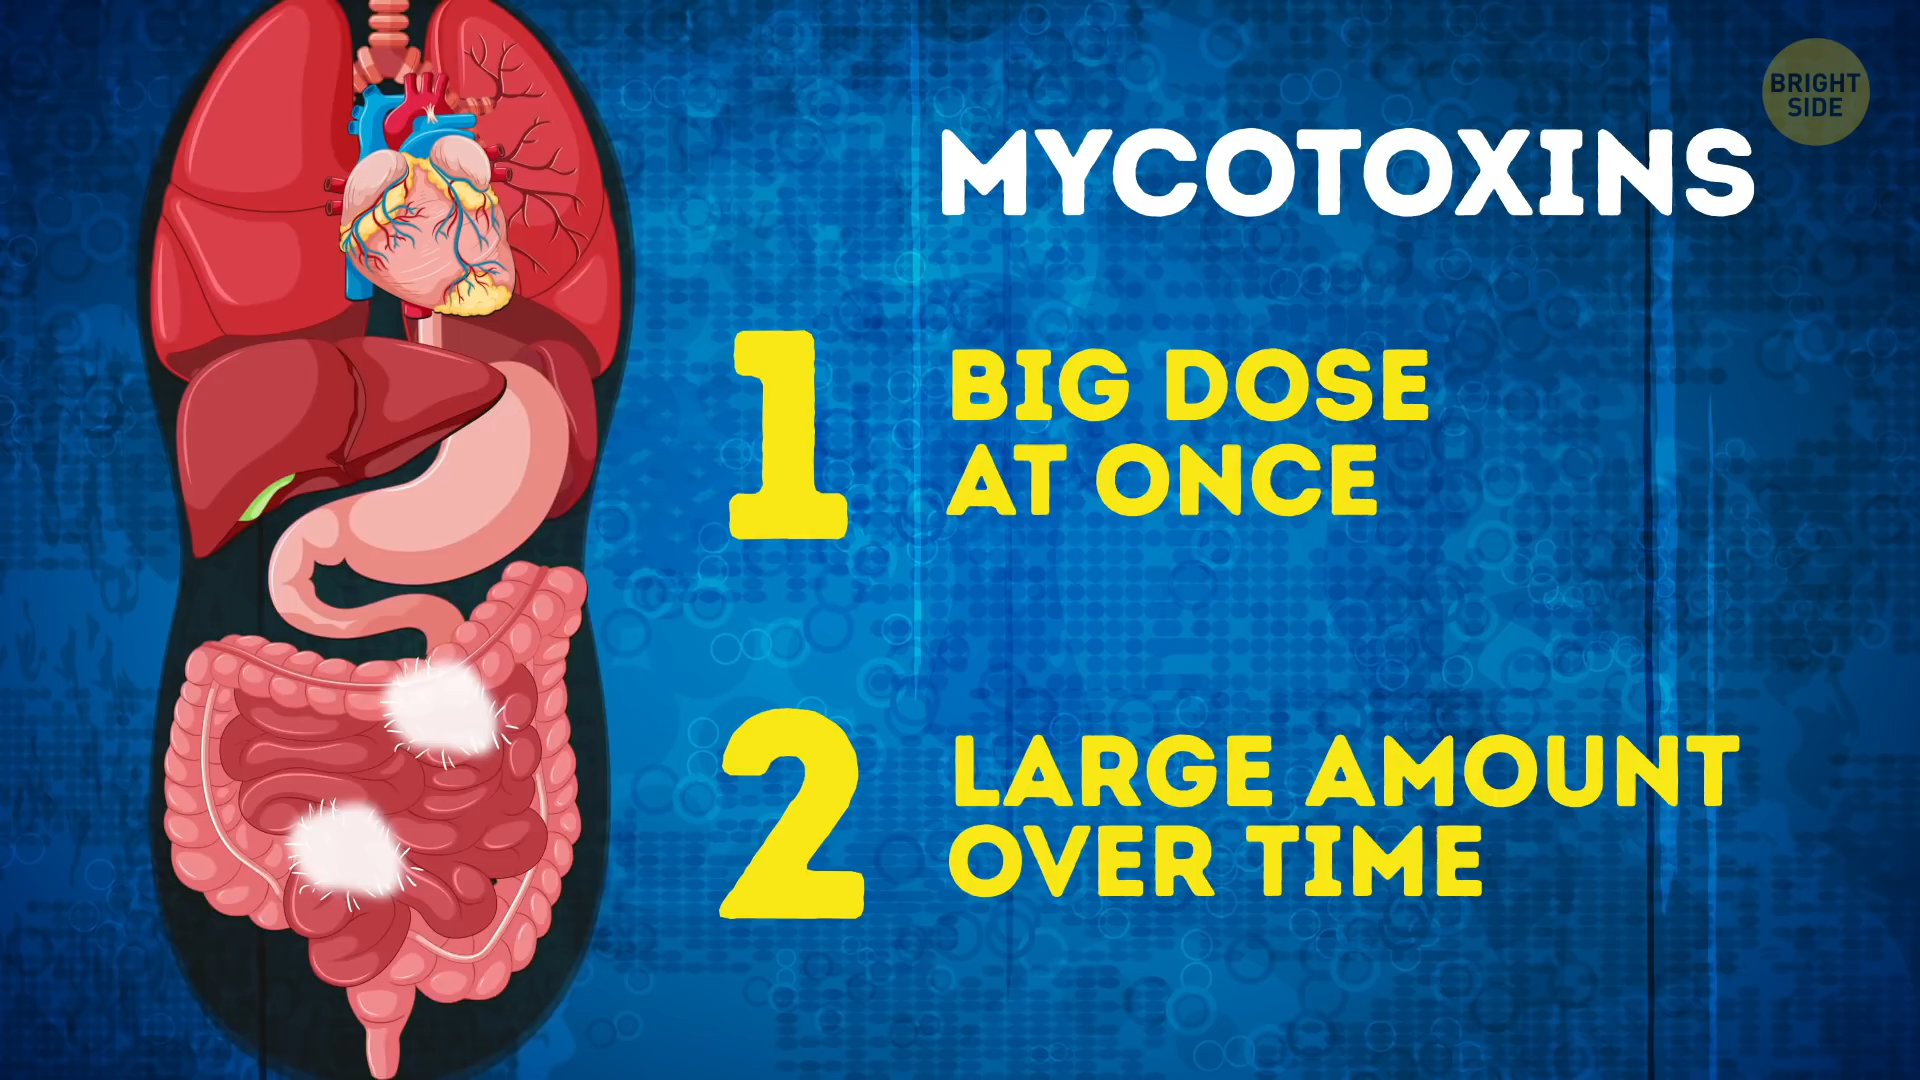 BRIGHT
SIDE
MYCOTOXINS
1
BIG DOSE
AT ONCE
2
LARGE AMOUNT
OVER TIME